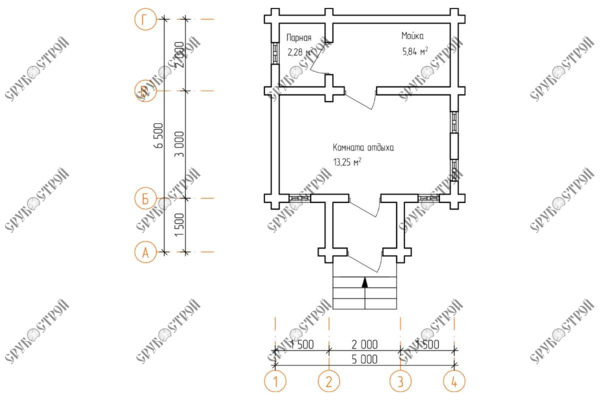 Г
Парная
2,28 м²
Мойка
5,84 м²
2 000
В
6 500
3 000
Комната отдыха
13,25 м²
Б
1 500
А
1 500
2 000
1 500
5 000
1
2
3
4
СРУБОСТРОЙ
СРУБОСТРОЙ
СРУБОСТРОЙ
СРУБОСТРОЙ
СРУБОСТРОЙ
СРУБОСТРОЙ
СРУБОСТРОЙ
СРУБОСТРОЙ
СРУБОСТРОЙ
СРУБОСТРОЙ
СРУБОСТРОЙ
СРУБОСТРОЙ